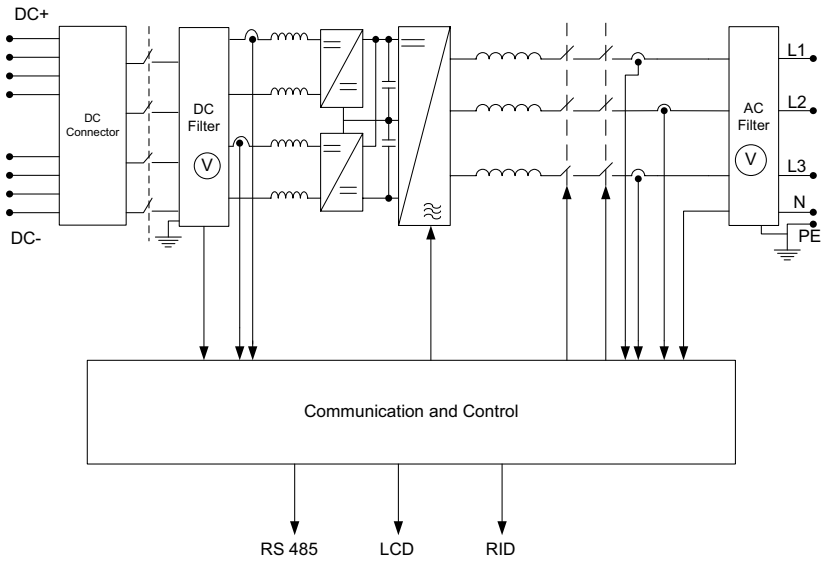 DC+
DC-
DC
Connector
DC
Filter
V
AC
Filter
V
L1
L2
L3
N
PE
Communication and Control
RS 485
LCD
RID